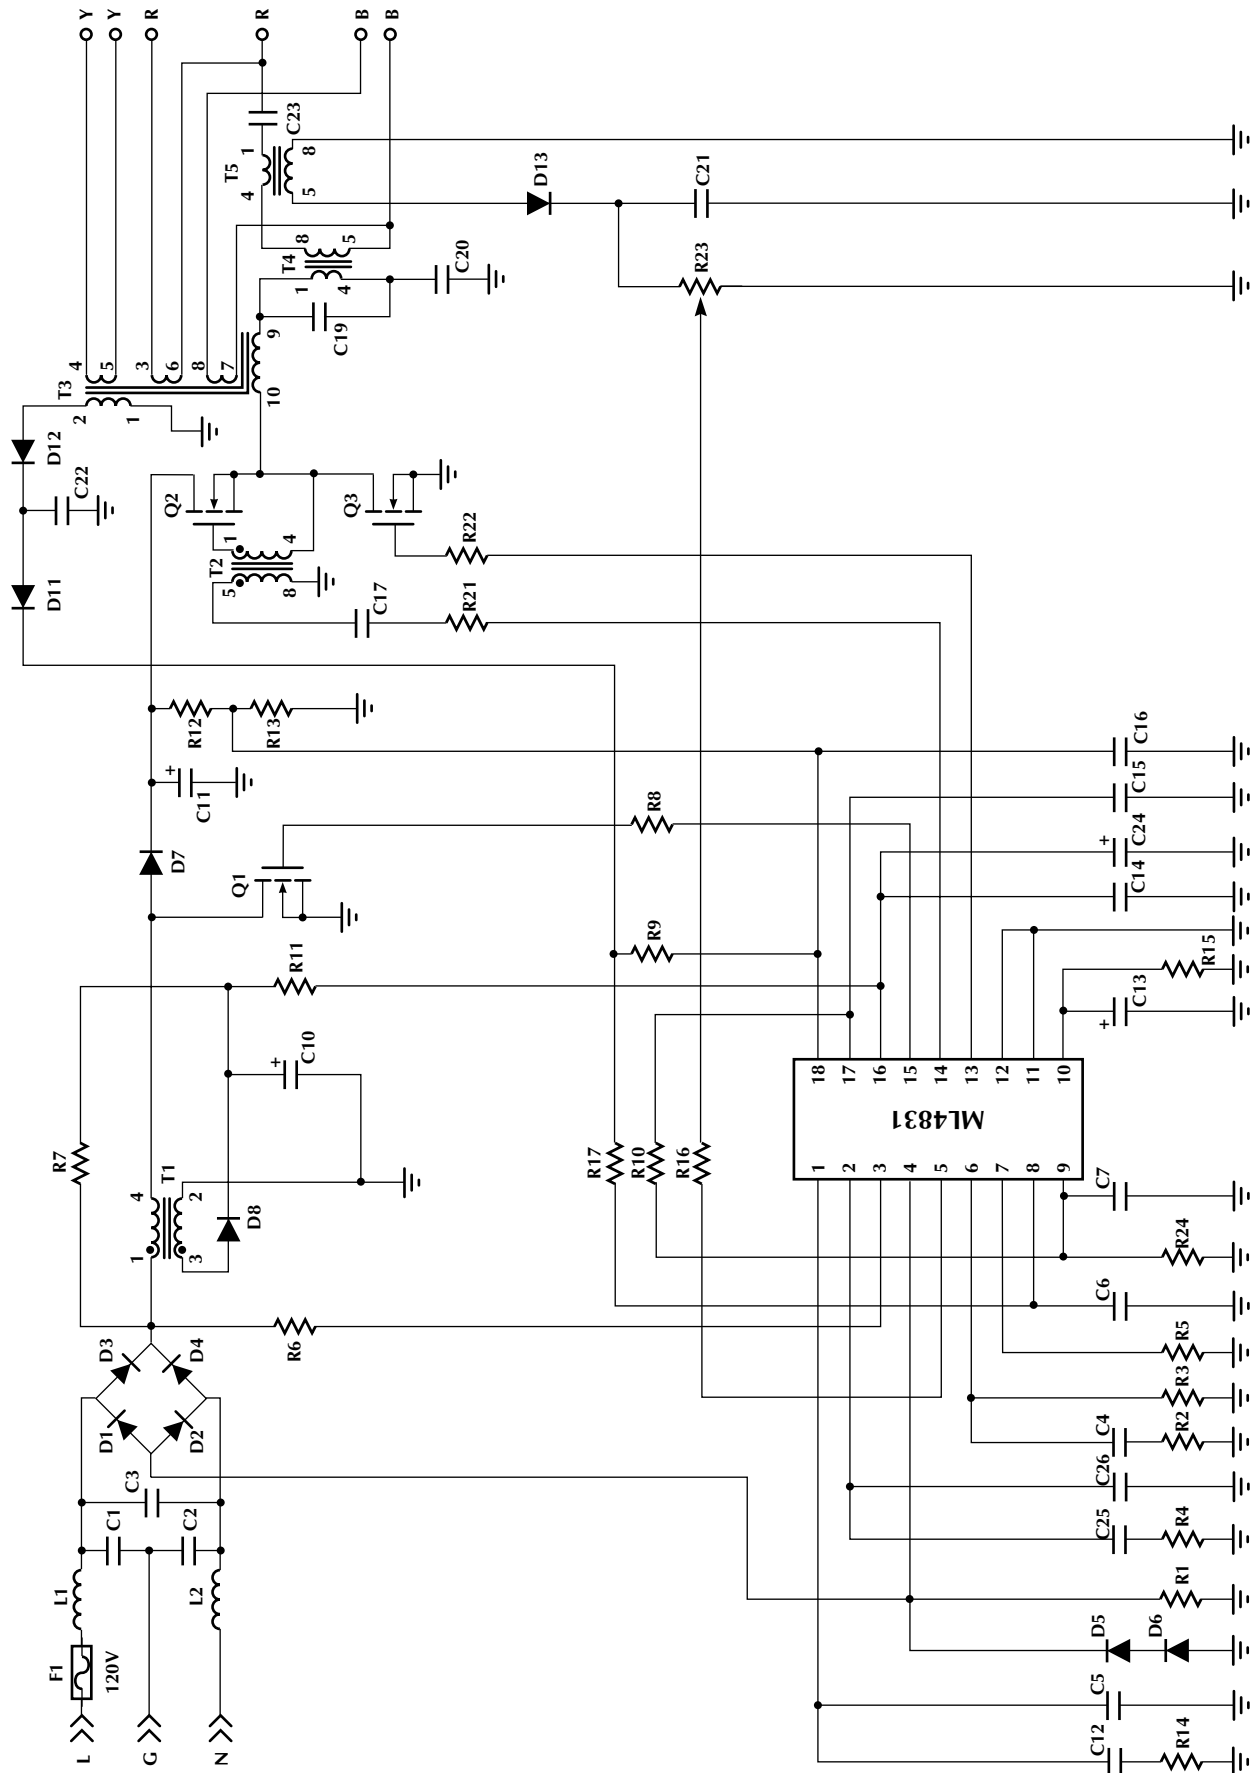 Y
Y
R
R
B
B
C23
T5
1
8
4
5
D13
C21
T4
8
5
1
4
C20
R23
C19
9
10
T3
4
5
3
6
8
7
2
1
D12
C22
Q2
Q3
T2
1
4
5
8
R22
R21
C17
D11
R12
R13
C16
+
C11
C15
R8
+
C24
D7
Q1
C14
R9
R11
R15
+
C13
+
C10
18
17
16
15
14
13
12
11
10
ML4831
1
2
3
4
5
6
7
8
9
R7
R17
R10
R16
T1
4
2
1
3
D8
C7
R24
C6
R6
R5
D3
D4
R3
D1
D2
C4
R2
C3
C26
C1
C2
C25
R4
L1
L2
R1
F1
120V
D5
D6
C5
L
G
N
C12
R14